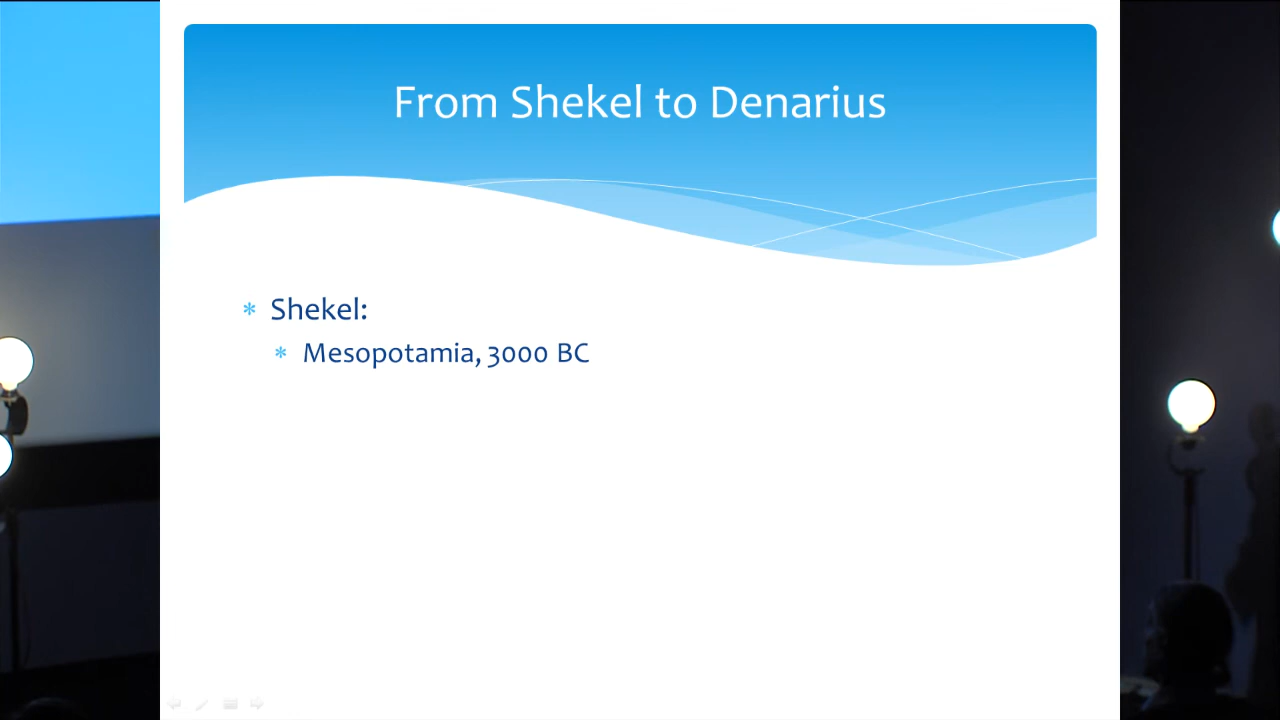 From Shekel to Denarius
* Shekel:
* Mesopotamia, 3000 BC